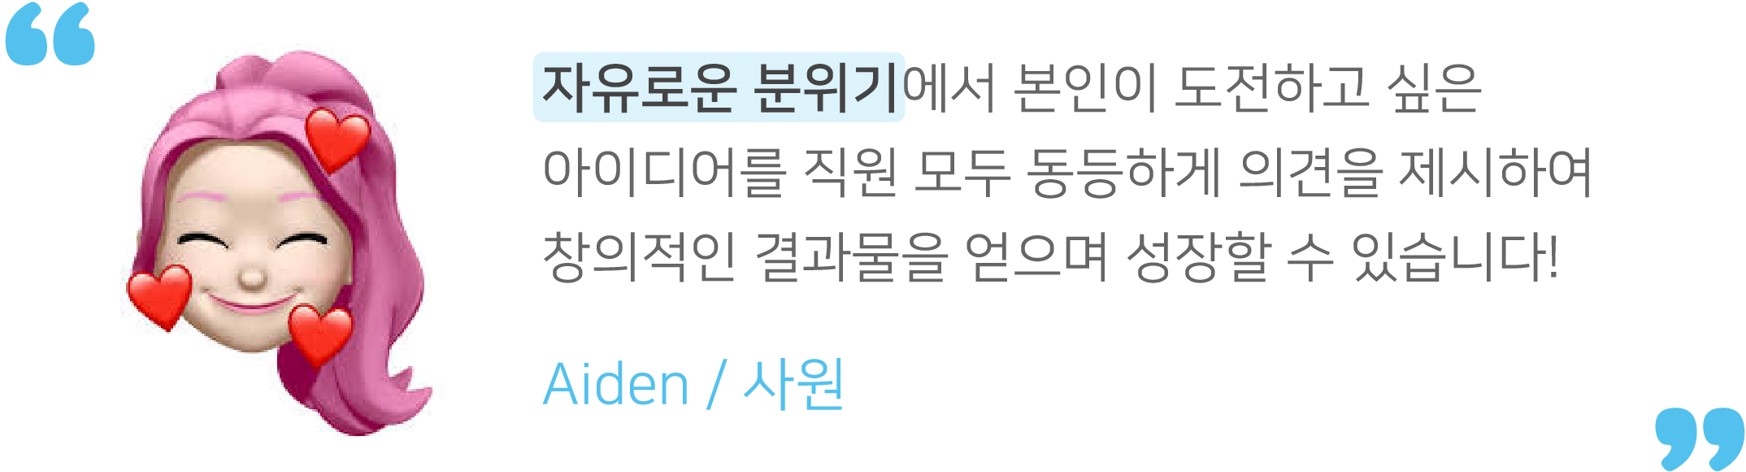 “
자유로운 분위기에서 본인이 도전하고 싶은
아이디어를 직원 모두 동등하게 의견을 제시하여
창의적인 결과물을 얻으며 성장할 수 있습니다!
Aiden / 사원
”